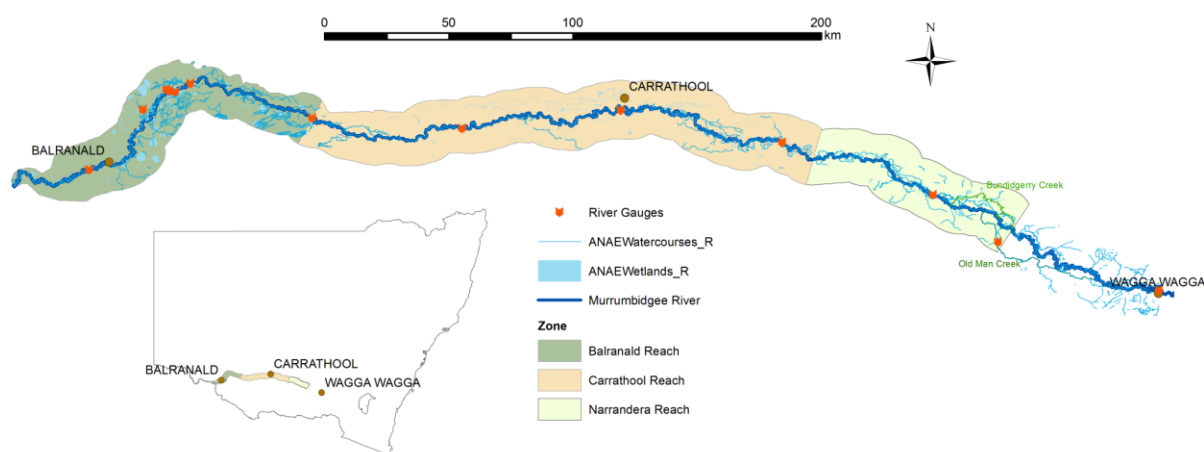 0
50
100
200
km
N
CARRATHOOL
BALRANALD
Bundidgerry Creek
Old Man Creek
WAGGA WAGGA
River Gauges
ANAEWatercourses_R
ANAEWetlands_R
Murrumbidgee River
Zone
Balranald Reach
Carrathool Reach
Narrandera Reach
BALRANALD
CARRATHOOL
WAGGA WAGGA